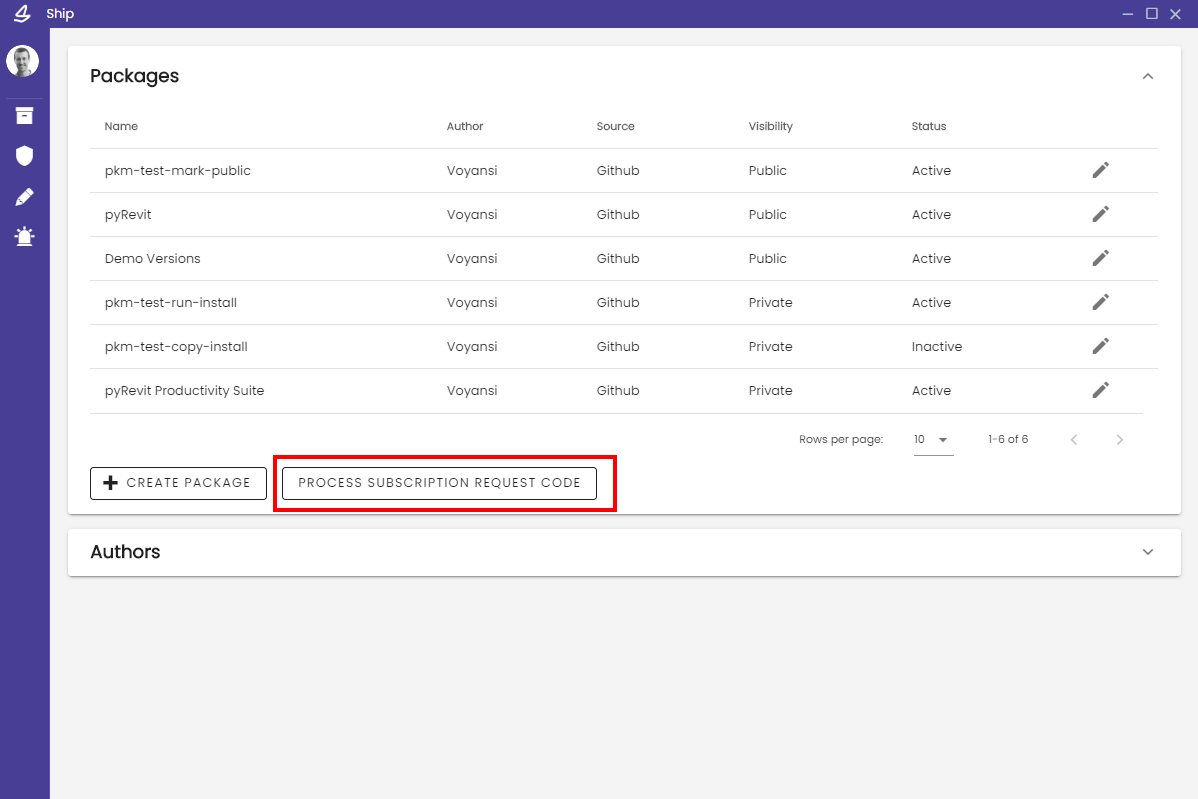 Ship
Packages
Name Author Source Visibility Status
pkm-test-mark-public Voyansi Github Public Active
pyRevit Voyansi Github Public Active
Demo Versions Voyansi Github Public Active
pkm-test-run-install Voyansi Github Private Active
pkm-test-copy-install Voyansi Github Private Inactive
pyRevit Productivity Suite Voyansi Github Private Active
Rows per page: 10 1-6 of 6
CREATE PACKAGE PROCESS SUBSCRIPTION REQUEST CODE
Authors